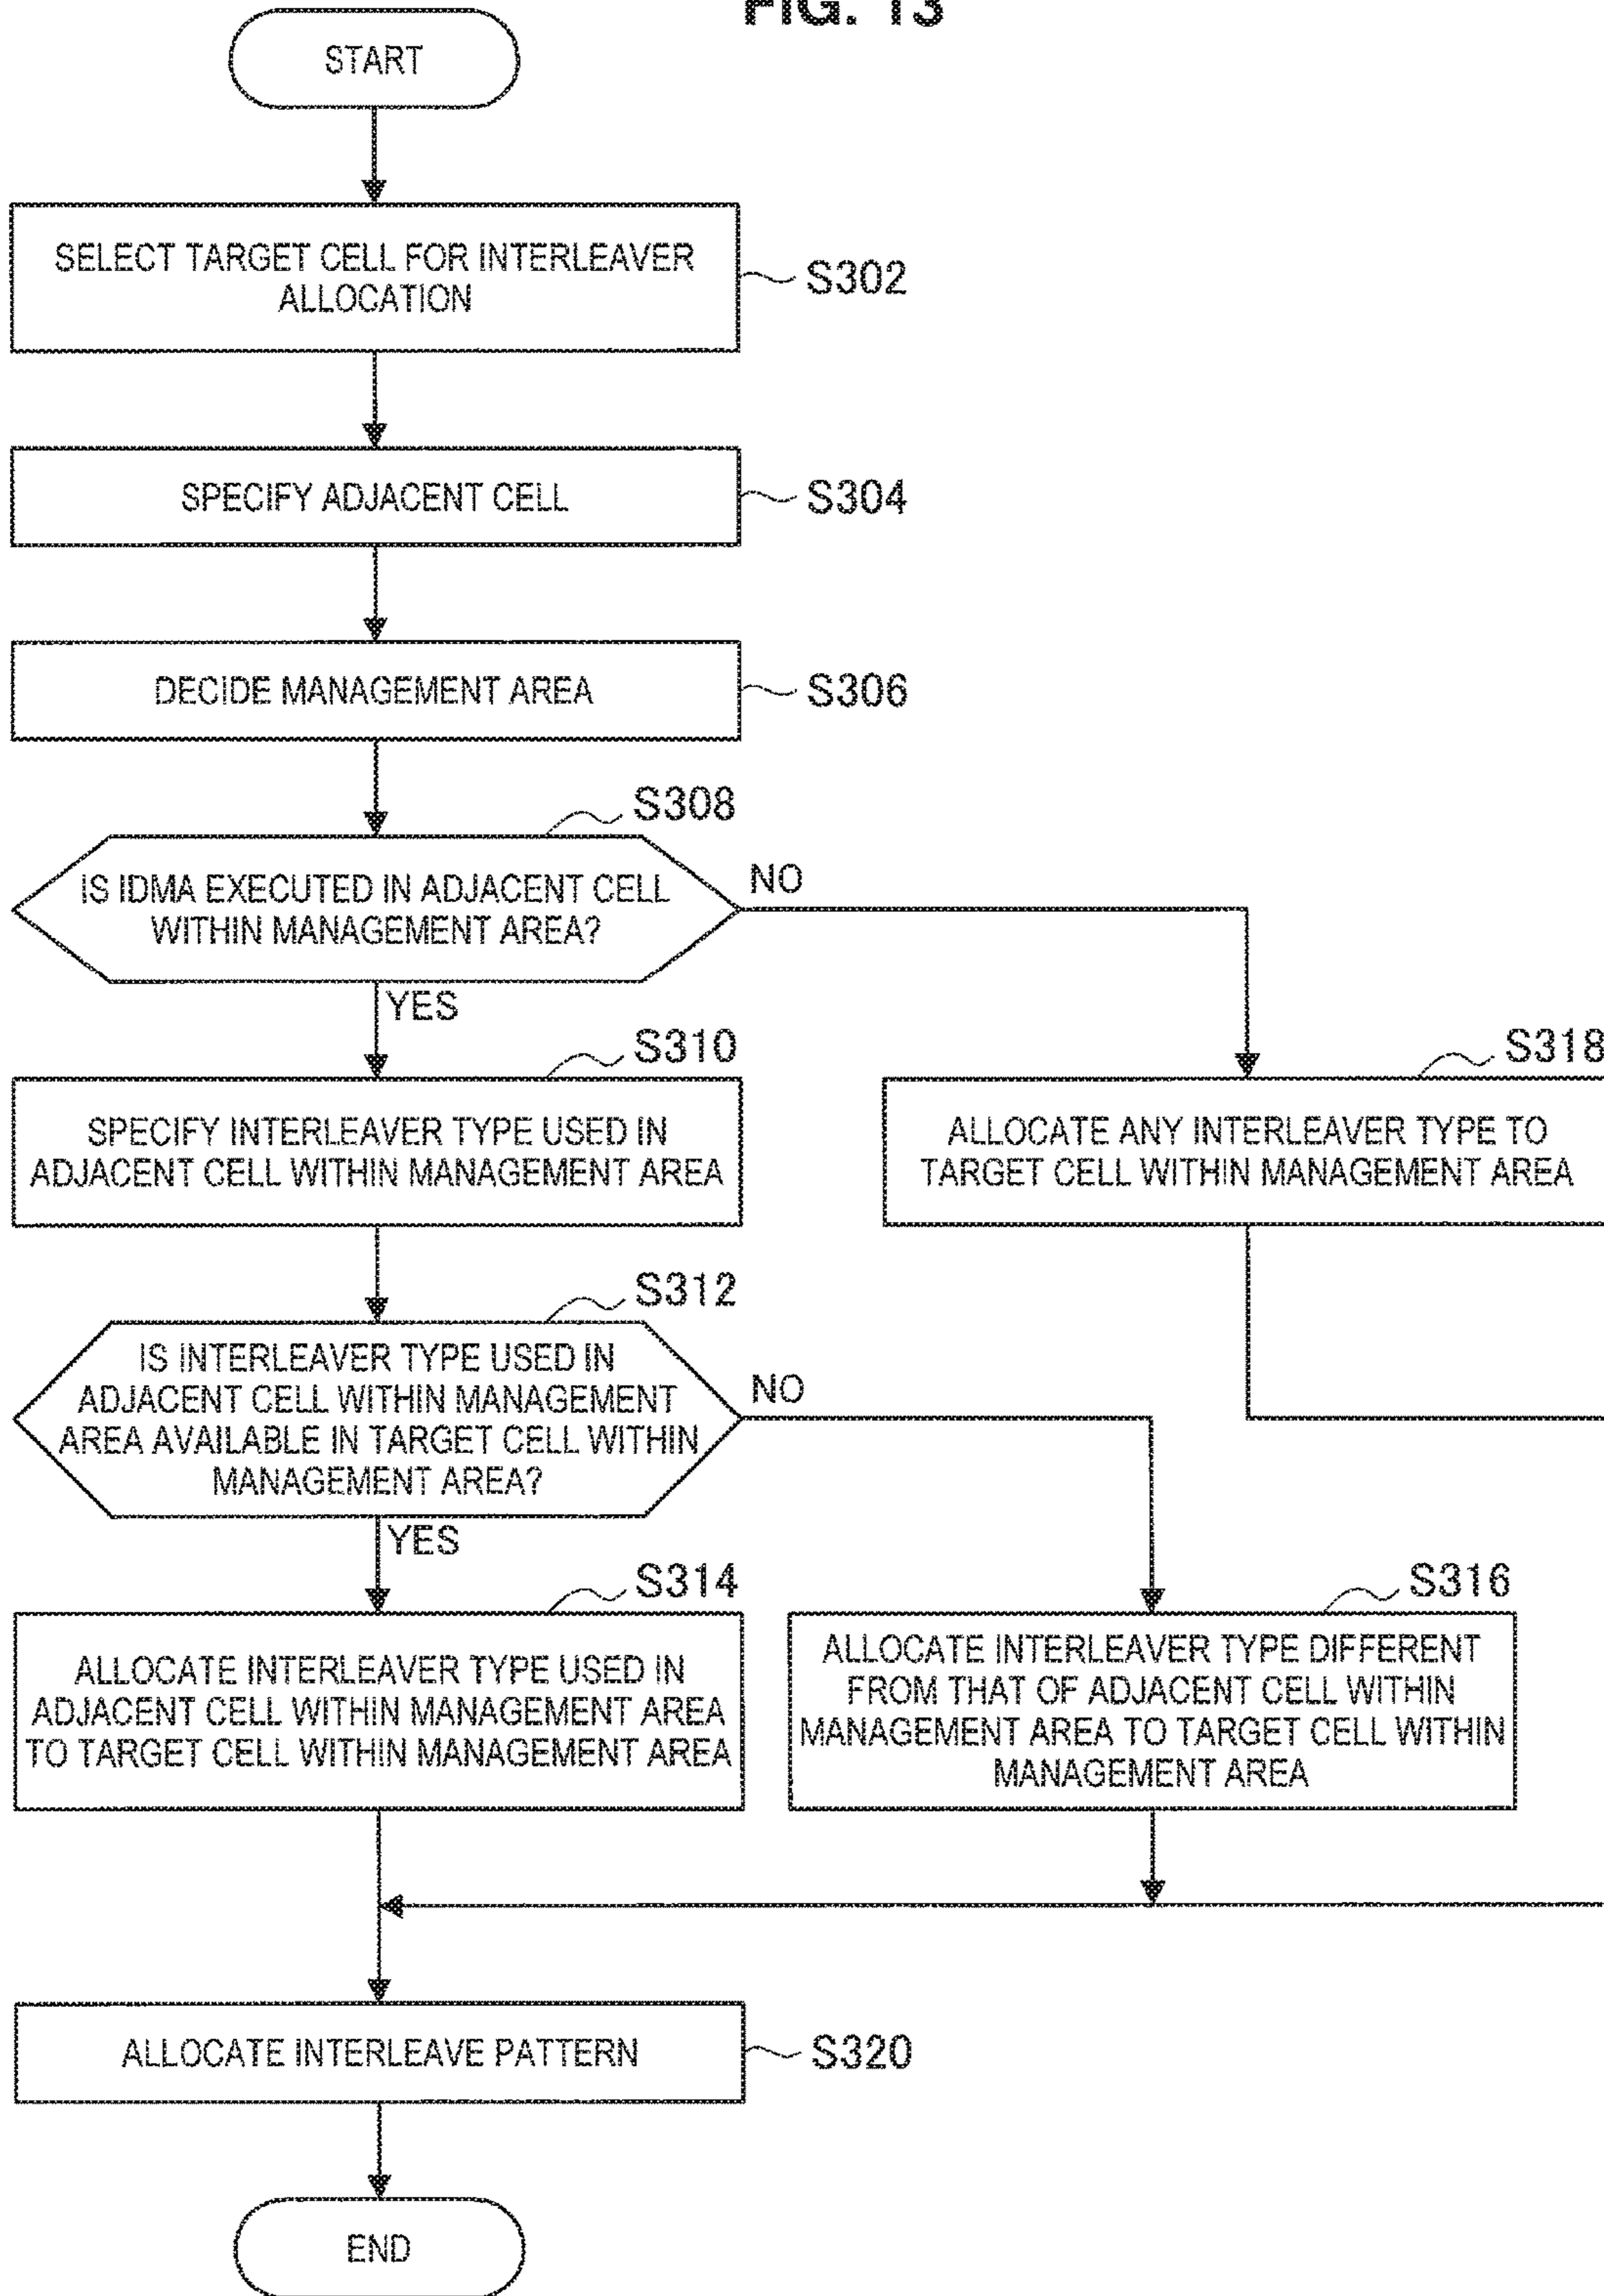 FIG. 13
START
SELECT TARGET CELL FOR INTERLEAVER
ALLOCATION
S302
SPECIFY ADJACENT CELL
S304
DECIDE MANAGEMENT AREA
S306
S308
IS IDMA EXECUTED IN ADJACENT CELL
WITHIN MANAGEMENT AREA?
NO
YES
S310
SPECIFY INTERLEAVER TYPE USED IN
ADJACENT CELL WITHIN MANAGEMENT AREA
S318
ALLOCATE ANY INTERLEAVER TYPE TO
TARGET CELL WITHIN MANAGEMENT AREA
S312
IS INTERLEAVER TYPE USED IN
ADJACENT CELL WITHIN MANAGEMENT
AREA AVAILABLE IN TARGET CELL WITHIN
MANAGEMENT AREA?
NO
YES
S314
ALLOCATE INTERLEAVER TYPE USED IN
ADJACENT CELL WITHIN MANAGEMENT AREA
TO TARGET CELL WITHIN MANAGEMENT AREA
S316
ALLOCATE INTERLEAVER TYPE DIFFERENT
FROM THAT OF ADJACENT CELL WITHIN
MANAGEMENT AREA TO TARGET CELL WITHIN
MANAGEMENT AREA
ALLOCATE INTERLEAVE PATTERN
S320
END